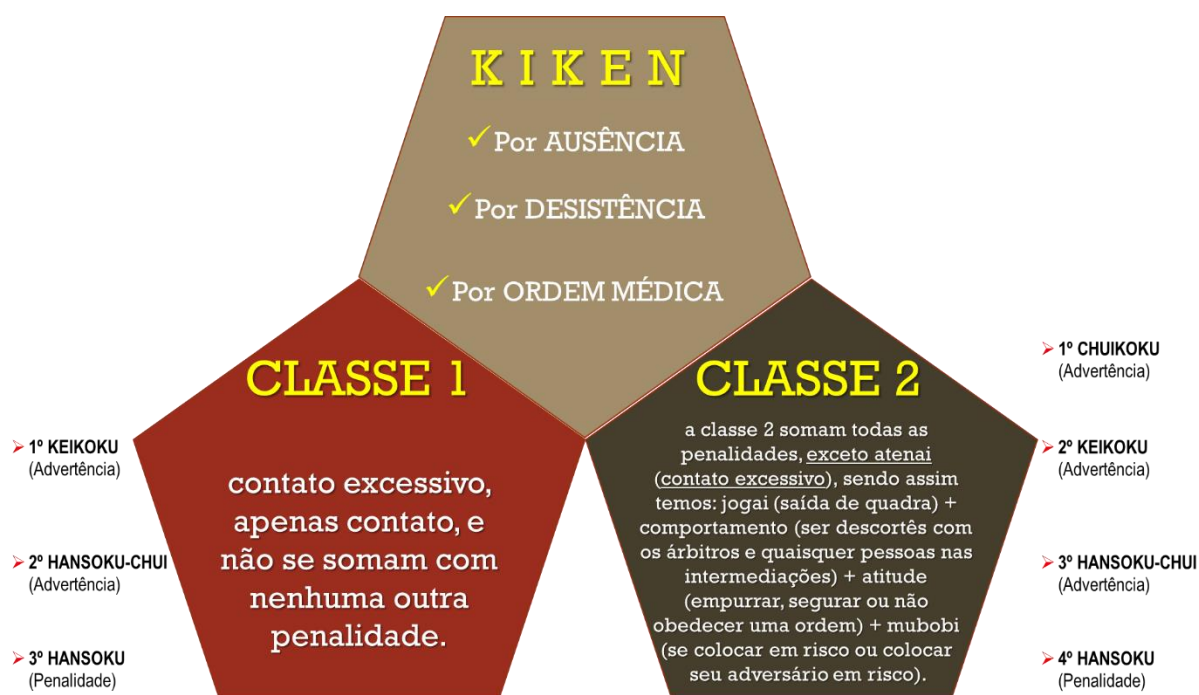 K I K E N
✓ Por AUSÊNCIA
✓ Por DESISTÊNCIA
✓ Por ORDEM MÉDICA
CLASSE 1
contato excessivo,
apenas contato, e
não se somam com
nenhuma outra
penalidade.
➢ 1º KEIKOKU
(Advertência)
➢ 2º HANSOKU-CHUI
(Advertência)
➢ 3º HANSOKU
(Penalidade)
CLASSE 2
a classe 2 somam todas as
penalidades, exceto atenai
(contato excessivo), sendo assim
temos: jogai (saída de quadra) +
comportamento (ser descortês com
os árbitros e quaisquer pessoas nas
intermediações) + atitude
(empurrar, segurar ou não
obedecer uma ordem) + mubobi
(se colocar em risco ou colocar
seu adversário em risco).
➢ 1º CHUIKOKU
(Advertência)
➢ 2º KEIKOKU
(Advertência)
➢ 3º HANSOKU-CHUI
(Advertência)
➢ 4º HANSOKU
(Penalidade)